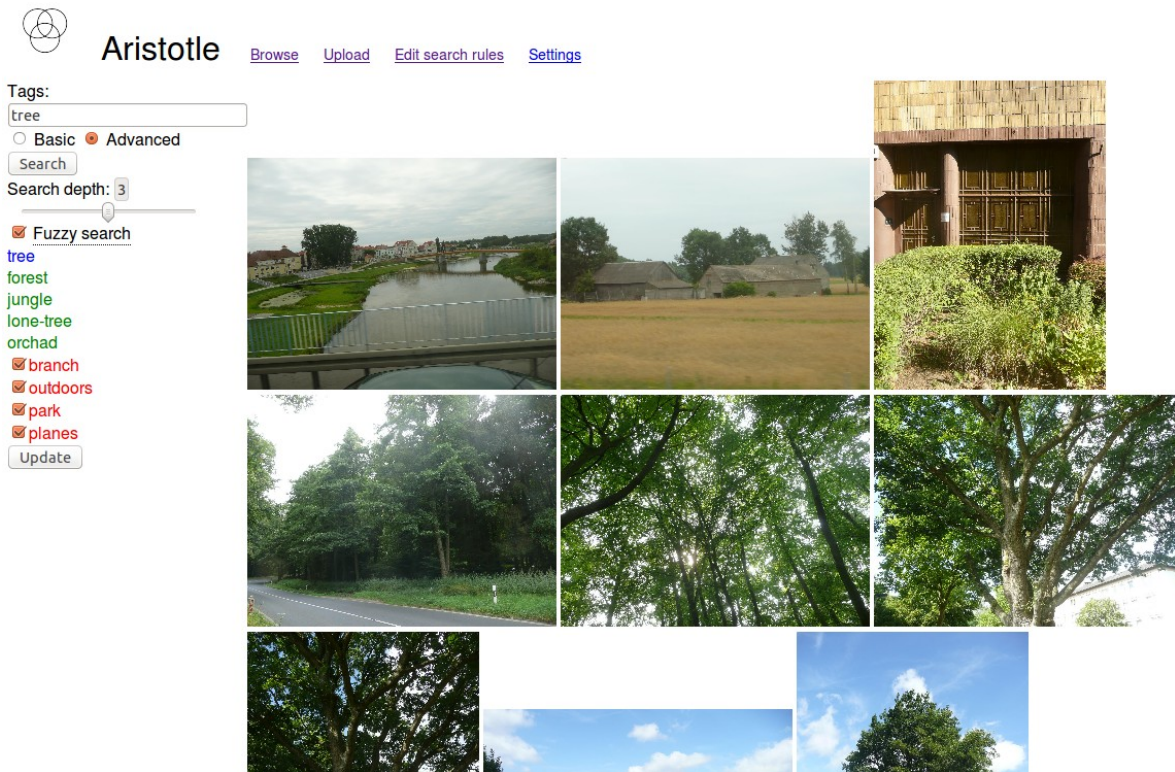 Aristotle Browse Upload Edit search rules Settings
Tags:
tree
Basic Advanced
Search
Search depth: 3
Fuzzy search
tree
forest
jungle
lone-tree
orchad
branch
outdoors
park
planes
Update